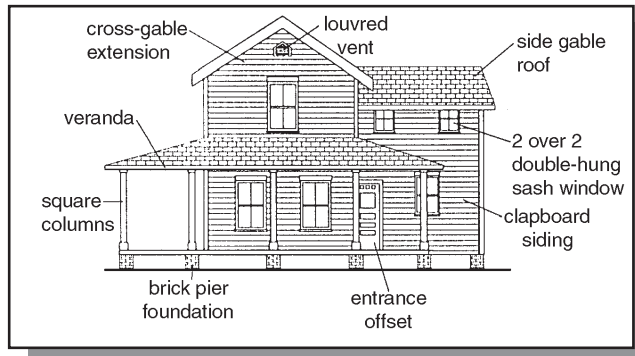 cross-gable
extension
louvred
vent
side gable
roof
veranda
2 over 2
double-hung
sash window
square
columns
clapboard
siding
brick pier
foundation
entrance
offset